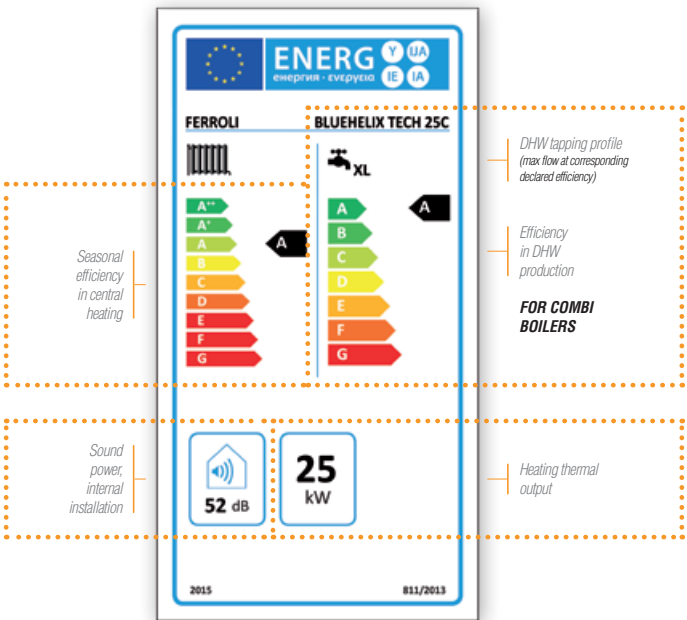 ENERG Y UA
енергия · ενεργεια IE IA
FERROLI BLUEHELIX TECH 25C
XL
DHW tapping profile
(max flow at corresponding
declared efficiency)
A++
A+
A
B
C
D
E
F
G
A
A
B
C
D
E
F
G
A
Seasonal
efficiency
in central
heating
Efficiency
in DHW
production
FOR COMBI
BOILERS
Sound
power,
internal
installation
52 dB
25
kW
Heating thermal
output
2015 811/2013